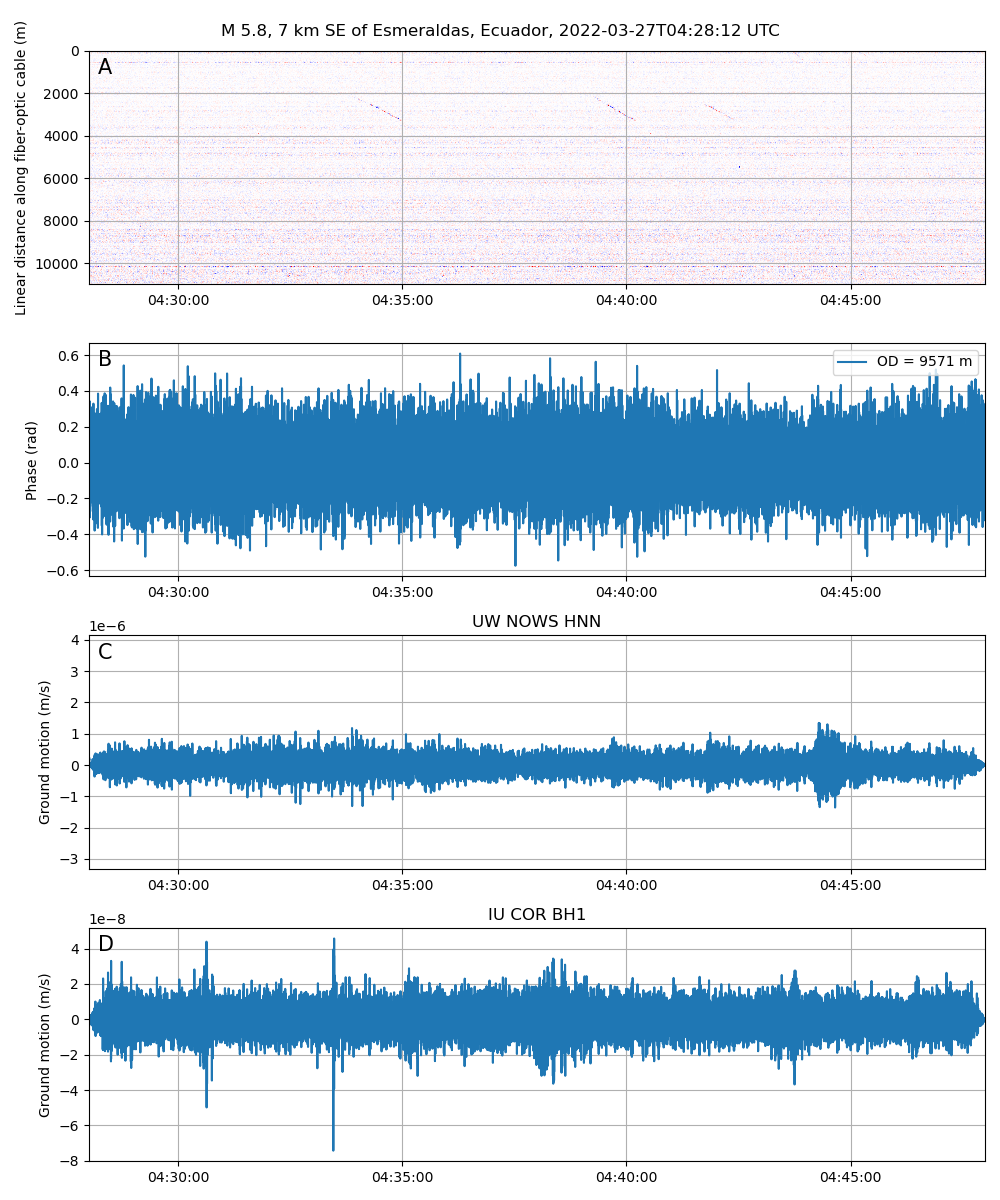 M 5.8, 7 km SE of Esmeraldas, Ecuador, 2022-03-27T04:28:12 UTC
Linear distance along fiber-optic cable (m)
A
0
2000
4000
6000
8000
10000
04:30:00 04:35:00 04:40:00 04:45:00
Phase (rad)
B
OD = 9571 m
0.6
0.4
0.2
0.0
−0.2
−0.4
−0.6
04:30:00 04:35:00 04:40:00 04:45:00
UW NOWS HNN
1e−6
Ground motion (m/s)
C
4
3
2
1
0
−1
−2
−3
04:30:00 04:35:00 04:40:00 04:45:00
IU COR BH1
1e−8
Ground motion (m/s)
D
4
2
0
−2
−4
−6
−8
04:30:00 04:35:00 04:40:00 04:45:00